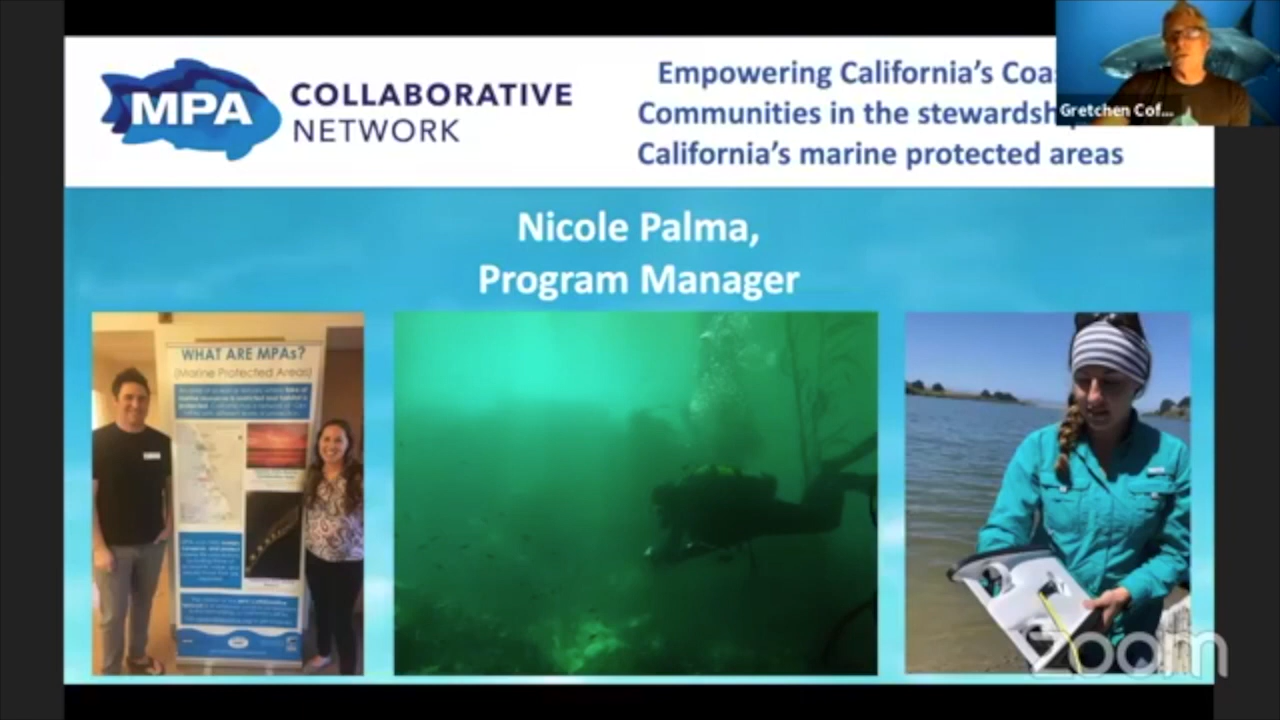 MPA
COLLABORATIVE
NETWORK
Empowering California's Coa
Communities in the stewardsh
California's marine protected areas
Gretchen Cof...
Nicole Palma,
Program Manager
WHAT ARE MPAs?
(Marine Protected Areas)
zoom